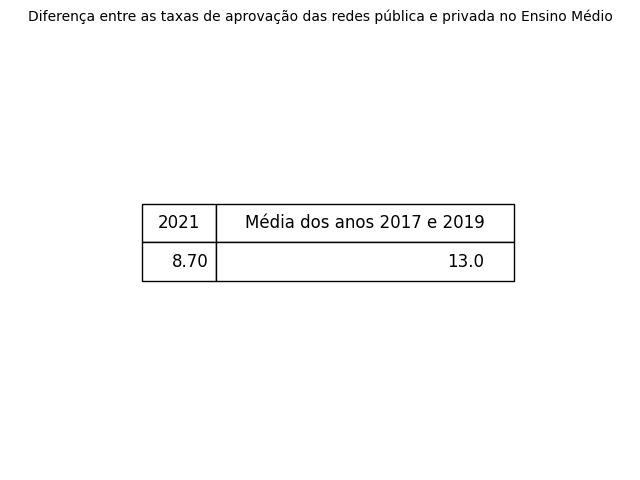 Diferença entre as taxas de aprovação das redes pública e privada no Ensino Médio
2021 Média dos anos 2017 e 2019
8.70 13.0